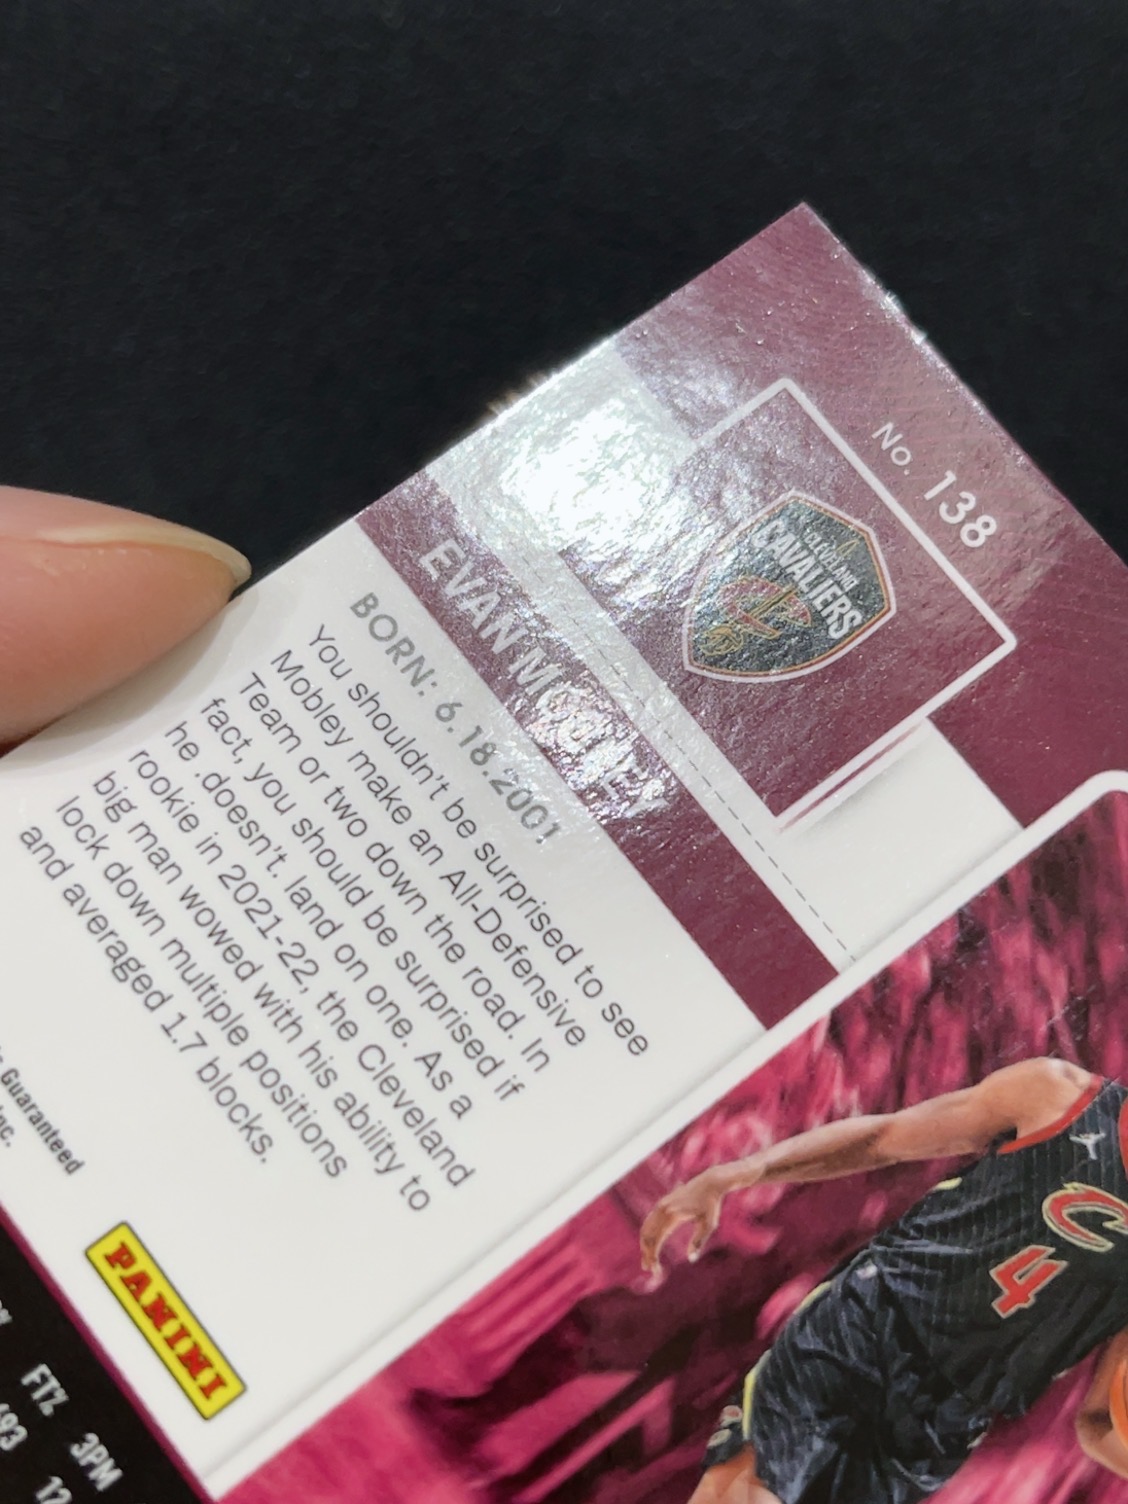 No. 138
CLEVELAND
CAVALIERS
EVAN MOBLEY
BORN: 6.18.2001
You shouldn't be surprised to see
Mobley make an All-Defensive
Team or two down the road. In
fact, you should be surprised if
he .doesn't. land on one. As a
rookie in 2021-22, the Cleveland
big man wowed with his ability to
lock down multiple positions
and averaged 1.7 blocks.
Guaranteed
Inc.
PANINI
C
4
FT% 3PM